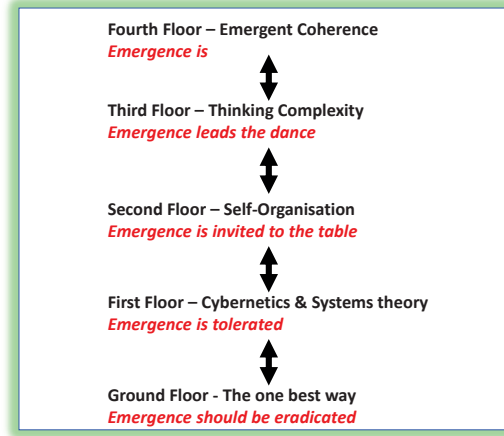 Fourth Floor – Emergent Coherence
Emergence is
Third Floor – Thinking Complexity
Emergence leads the dance
Second Floor – Self-Organisation
Emergence is invited to the table
First Floor – Cybernetics & Systems theory
Emergence is tolerated
Ground Floor - The one best way
Emergence should be eradicated